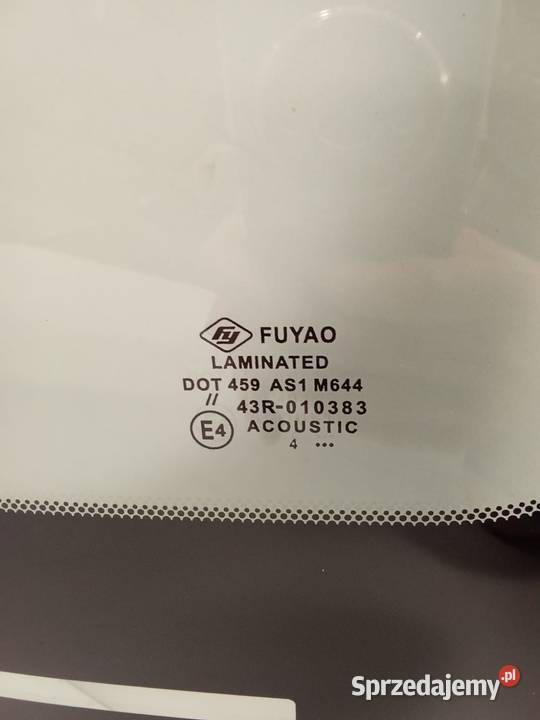 FY FUYAO
LAMINATED
DOT 459 AS1 M644
// 43R-010383
E4 ACOUSTIC
4 ...
Sprzedajemy.pl